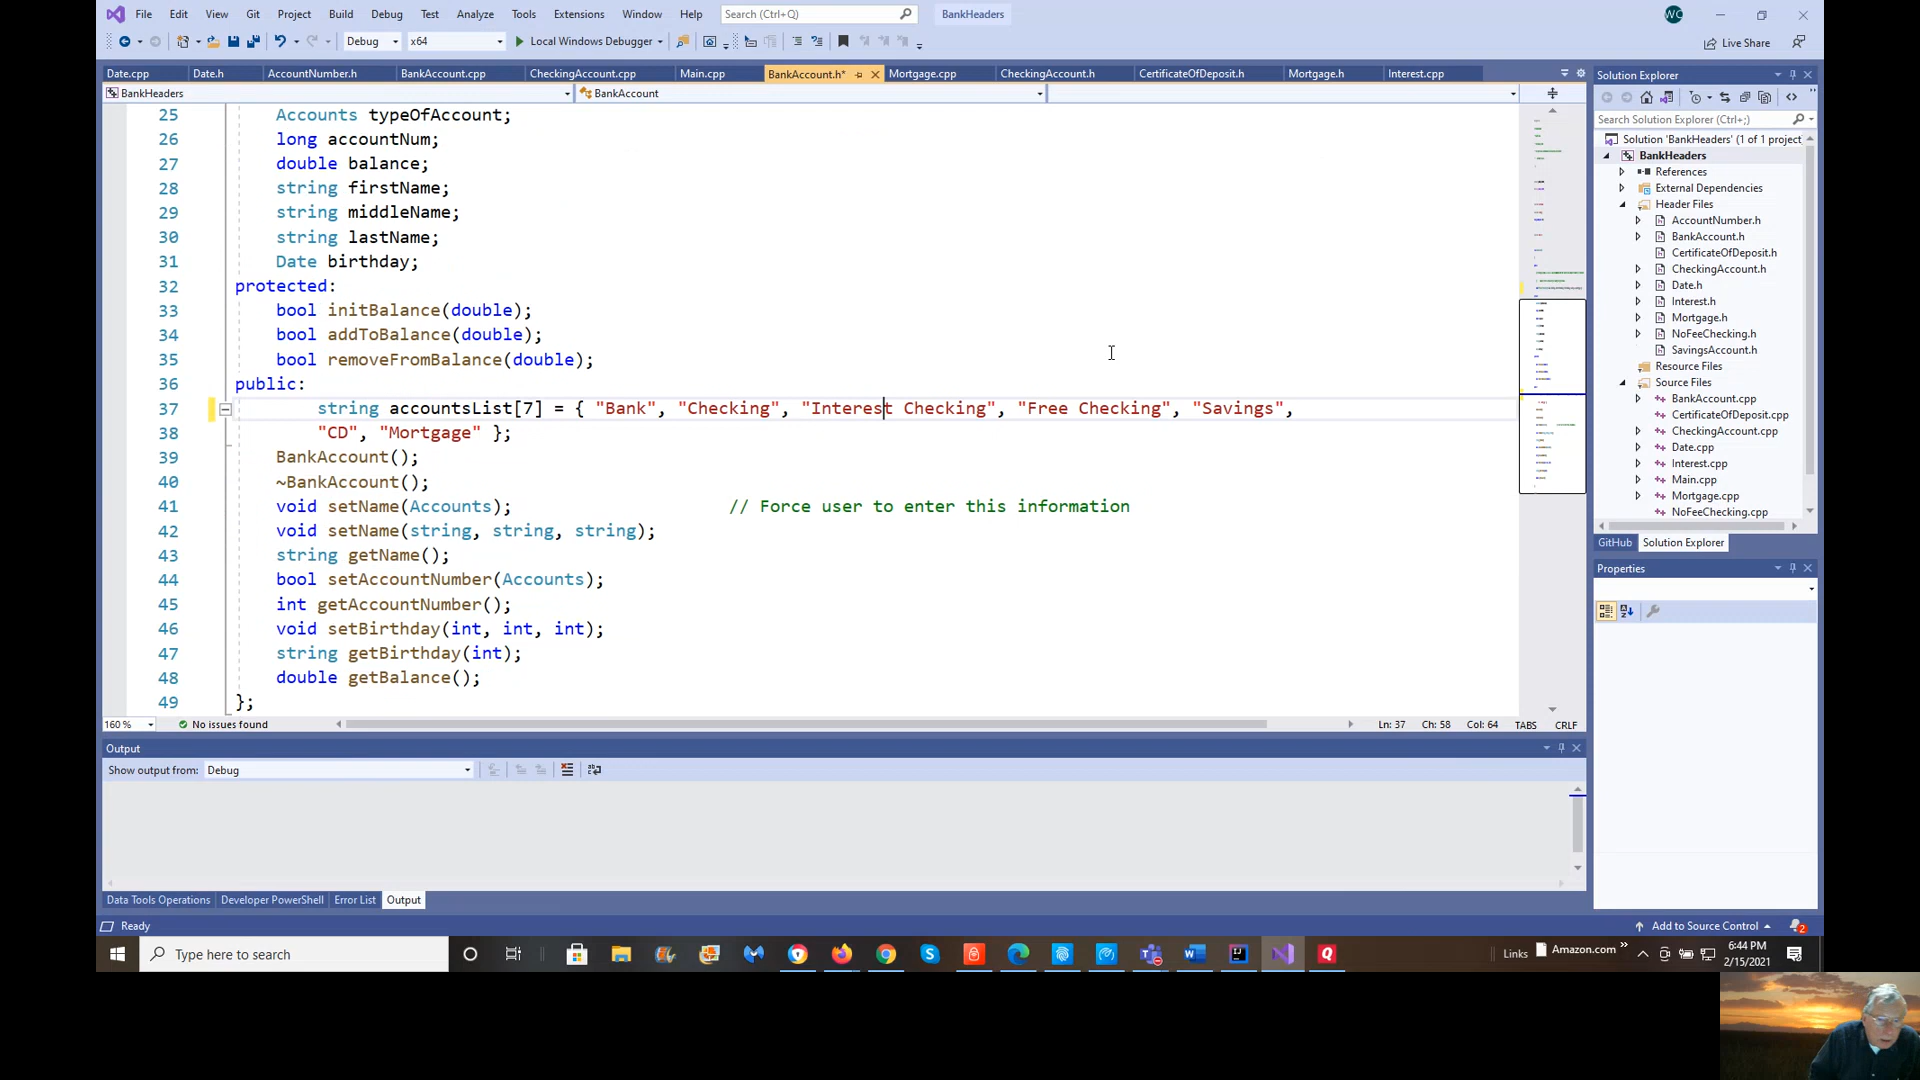 File Edit View Git Project Build Debug Test Analyze Tools Extensions Window Help Search (Ctrl+Q) BankHeaders WC
Debug x64 Local Windows Debugger Live Share
Date.cpp Date.h AccountNumber.h BankAccount.cpp CheckingAccount.cpp Main.cpp BankAccount.h* Mortgage.cpp CheckingAccount.h CertificateOfDeposit.h Mortgage.h Interest.cpp
BankHeaders BankAccount
25 Accounts typeOfAccount;
26 long accountNum;
27 double balance;
28 string firstName;
29 string middleName;
30 string lastName;
31 Date birthday;
32 protected:
33 bool initBalance(double);
34 bool addToBalance(double);
35 bool removeFromBalance(double);
36 public:
37 string accountsList[7] = { "Bank", "Checking", "Interest Checking", "Free Checking", "Savings",
38 "CD", "Mortgage" };
39 BankAccount();
40 ~BankAccount();
41 void setName(Accounts); // Force user to enter this information
42 void setName(string, string, string);
43 string getName();
44 bool setAccountNumber(Accounts);
45 int getAccountNumber();
46 void setBirthday(int, int, int);
47 string getBirthday(int);
48 double getBalance();
49 };
160 % No issues found Ln: 37 Ch: 58 Col: 64 TABS CRLF
Output
Show output from: Debug
Data Tools Operations Developer PowerShell Error List Output
Solution Explorer
Search Solution Explorer (Ctrl+;)
Solution 'BankHeaders' (1 of 1 project
BankHeaders
References
External Dependencies
Header Files
AccountNumber.h
BankAccount.h
CertificateOfDeposit.h
CheckingAccount.h
Date.h
Interest.h
Mortgage.h
NoFeeChecking.h
SavingsAccount.h
Resource Files
Source Files
BankAccount.cpp
CertificateOfDeposit.cpp
CheckingAccount.cpp
Date.cpp
Interest.cpp
Main.cpp
Mortgage.cpp
NoFeeChecking.cpp
GitHub Solution Explorer
Properties
Ready Add to Source Control 2
Type here to search Links Amazon.com 6:44 PM
2/15/2021